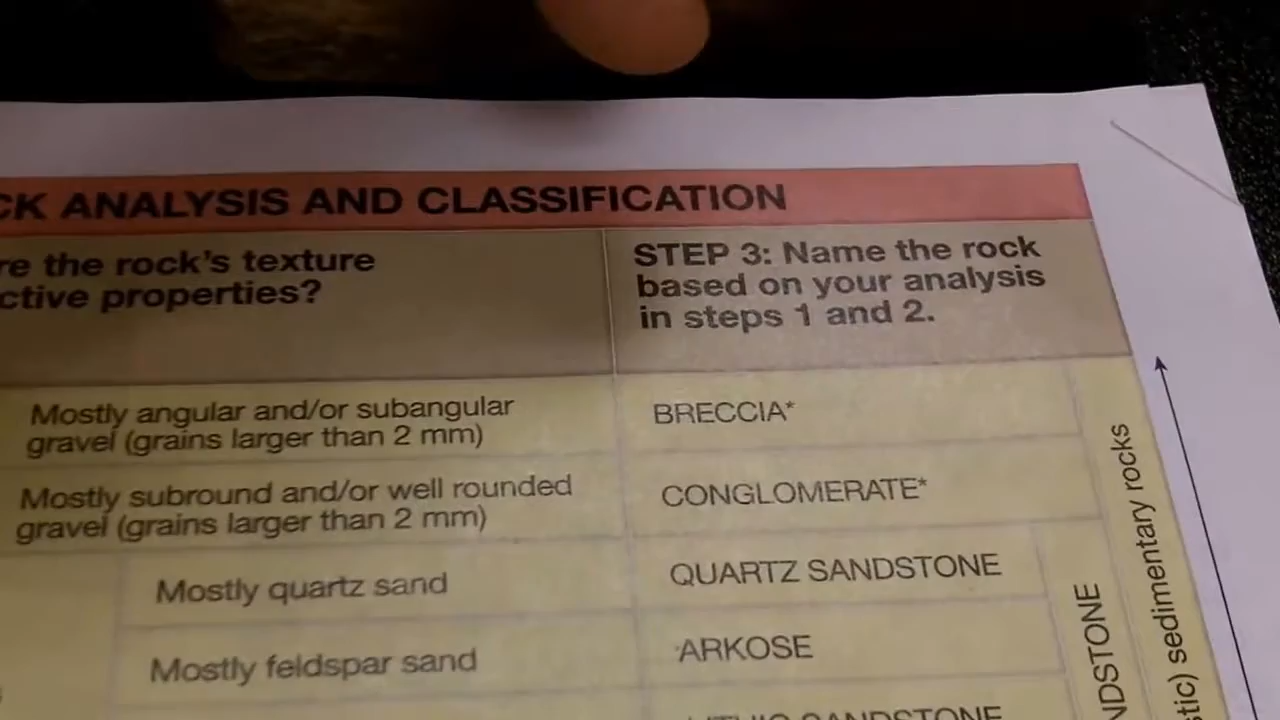 CK ANALYSIS AND CLASSIFICATION
re the rock's texture
ctive properties?
STEP 3: Name the rock
based on your analysis
in steps 1 and 2.
Mostly angular and/or subangular
gravel (grains larger than 2 mm)
BRECCIA*
Mostly subround and/or well rounded
gravel (grains larger than 2 mm)
CONGLOMERATE*
Mostly quartz sand
QUARTZ SANDSTONE
Mostly feldspar sand
ARKOSE
SANDSTONE
NDSTONE
tic) sedimentary rocks